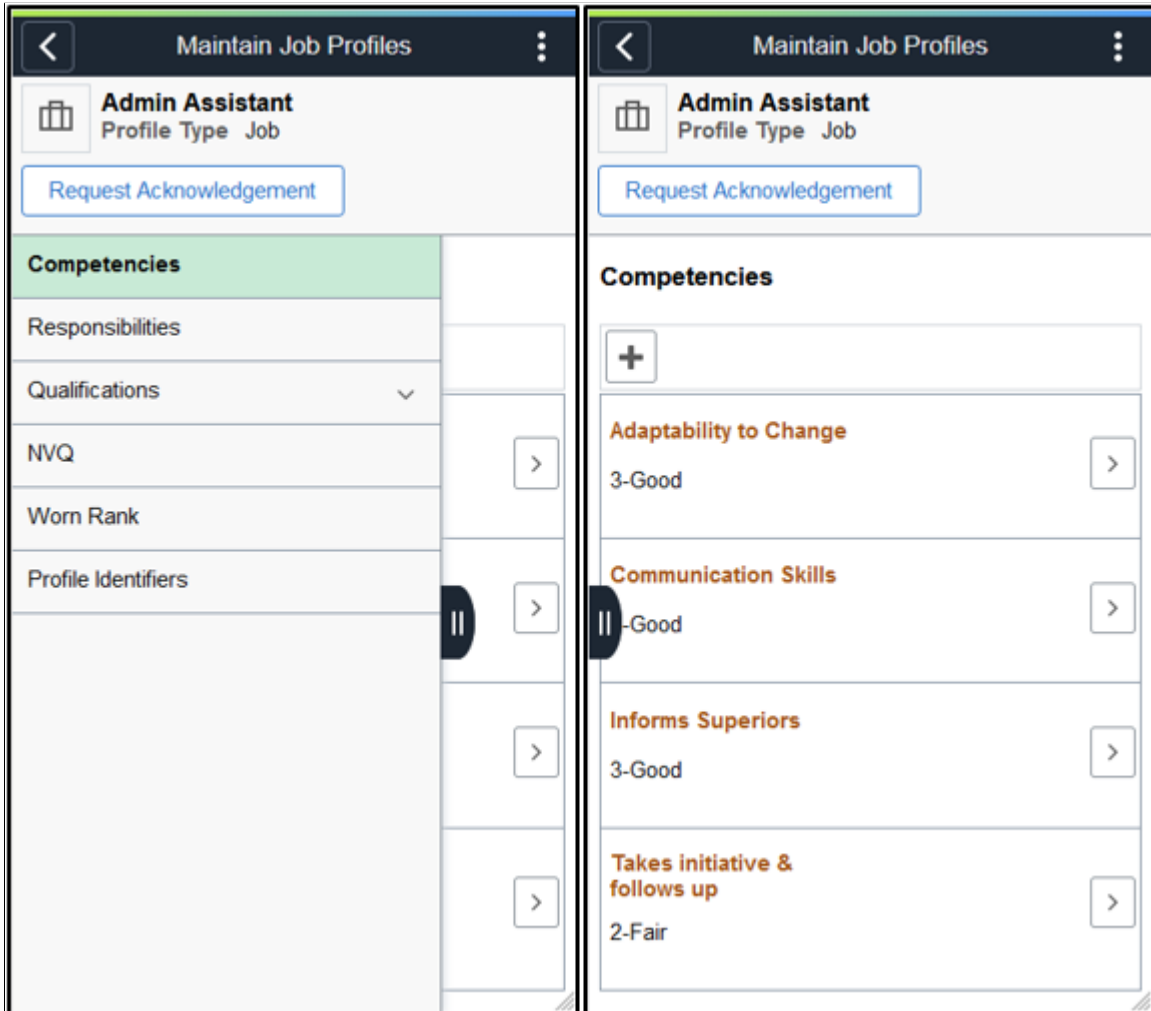 Maintain Job Profiles
Admin Assistant
Profile Type Job
Request Acknowledgement
Competencies
Responsibilities
Qualifications
NVQ
Worn Rank
Profile Identifiers
Maintain Job Profiles
Admin Assistant
Profile Type Job
Request Acknowledgement
Competencies
Adaptability to Change
3-Good
Communication Skills
-Good
Informs Superiors
3-Good
Takes initiative &
follows up
2-Fair